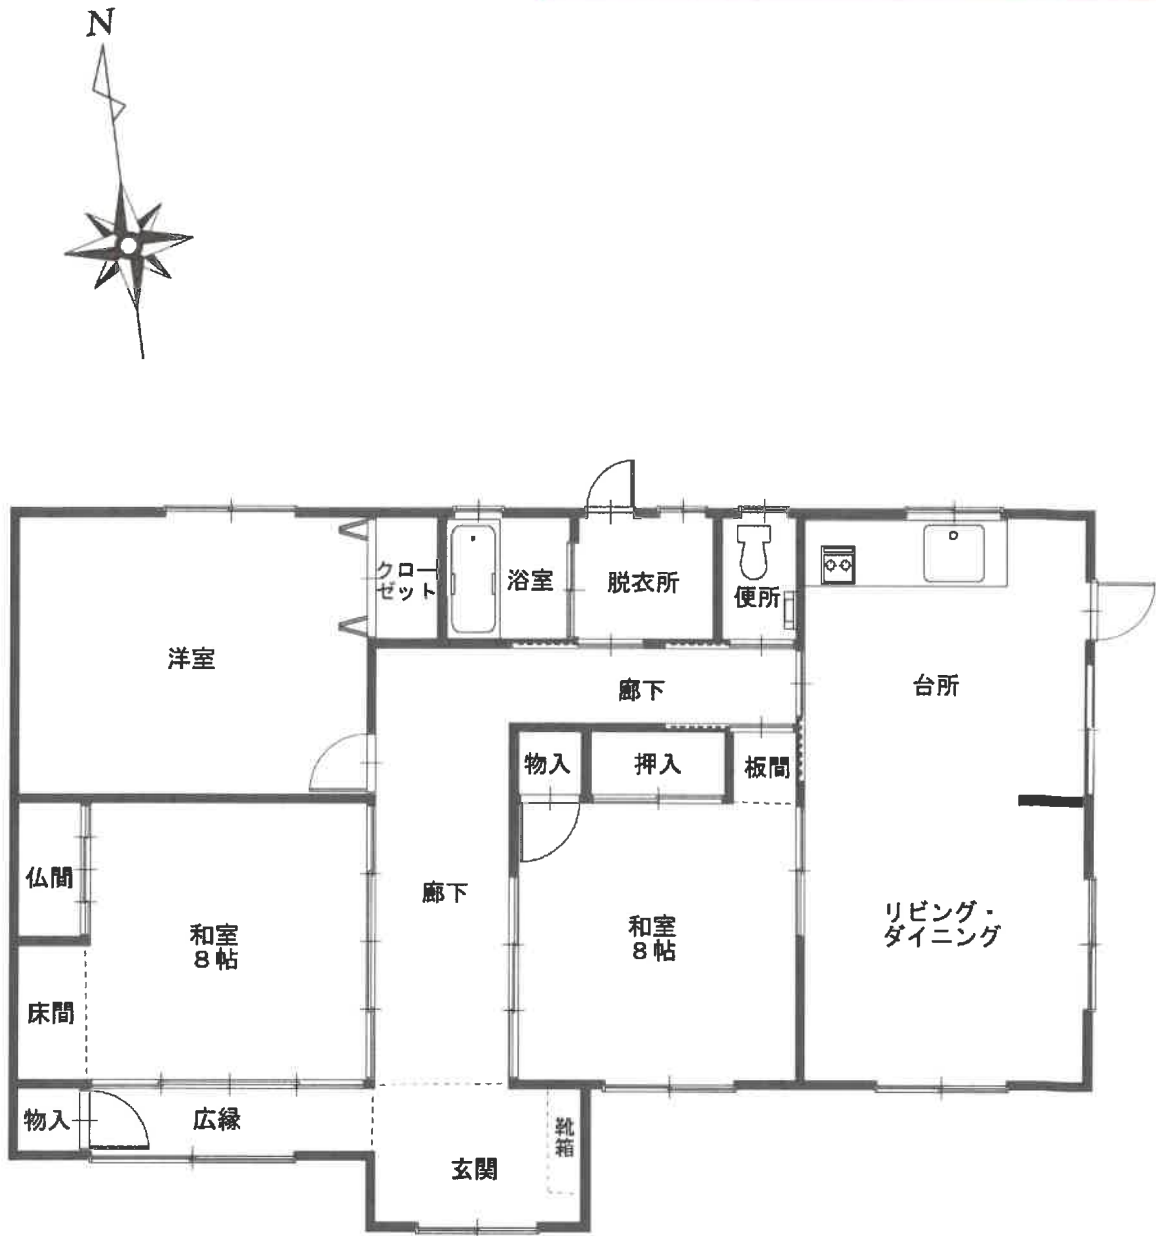 N
クロー
ゼット
浴室
脱衣所
便所
洋室
廊下
台所
物入
押入
板間
仏間
廊下
和室
8帖
和室
8帖
リビング・
ダイニング
床間
物入
広縁
靴箱
玄関